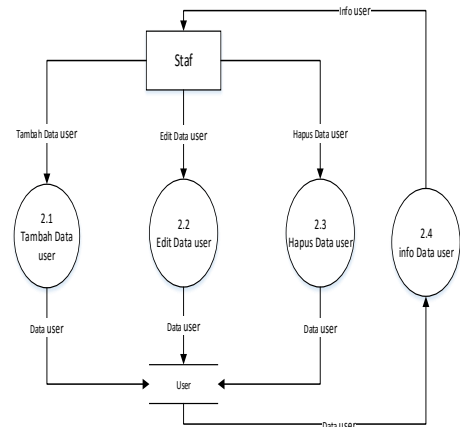 Info user
Staf
Tambah Data user
Edit Data user
Hapus Data user
2.1
Tambah Data
user
2.2
Edit Data user
2.3
Hapus Data user
2.4
info Data user
Data user
Data user
Data user
User
Data user